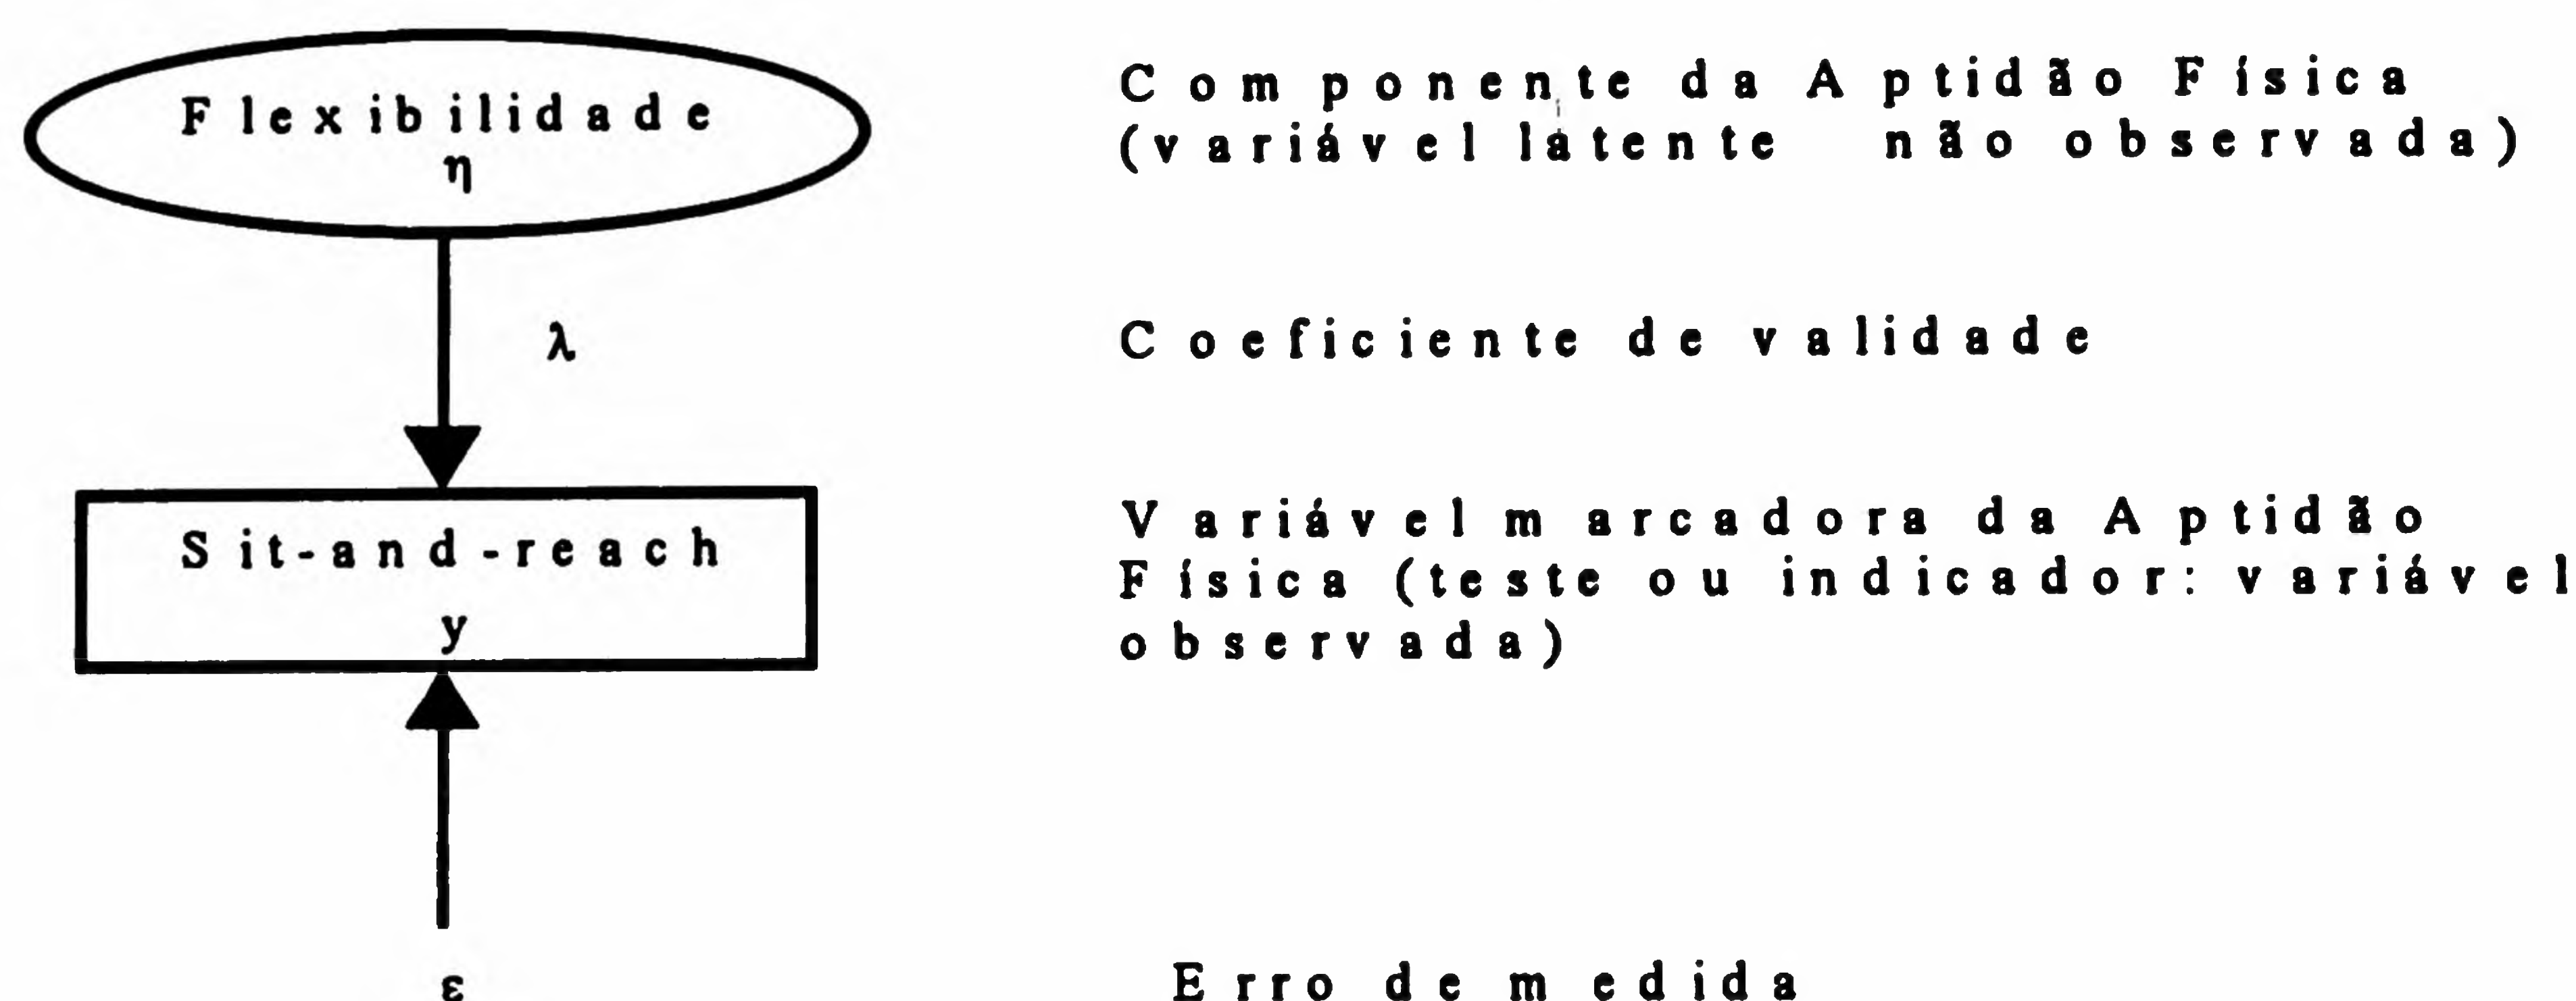 Flexibilidade
η
Componente da Aptidão Física
(variável latente não observada)
λ
Coeficiente de validade
Sit-and-reach
y
Variável marcadora da Aptidão
Física (teste ou indicador: variável
observada)
ε
Erro de medida